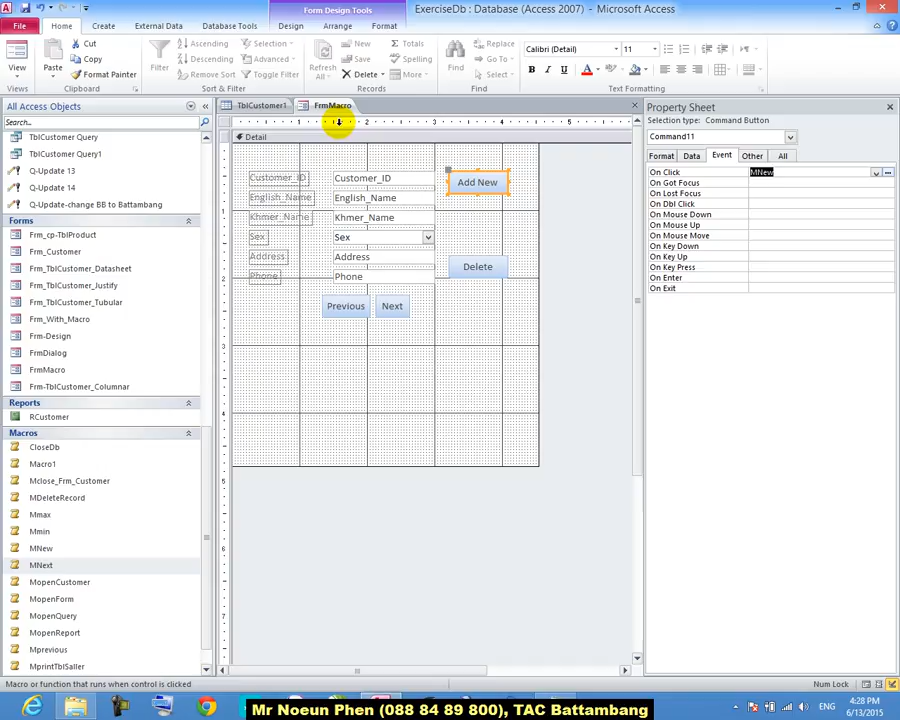 Form Design Tools
ExerciseDb : Database (Access 2007) - Microsoft Access
File Home Create External Data Database Tools Design Arrange Format
View
Views
Paste
Cut
Copy
Format Painter
Clipboard
Filter
Ascending
Descending
Remove Sort
Selection
Advanced
Toggle Filter
Sort & Filter
Refresh All
New
Save
Delete
Totals
Spelling
More
Records
Find
Replace
Go To
Select
Find
Calibri (Detail) 11
B I U
Text Formatting
All Access Objects
Search...
TblCustomer Query
TblCustomer Query1
Q-Update 13
Q-Update 14
Q-Update-change BB to Battambang
Forms
Frm_cp-TblProduct
Frm_Customer
Frm_TblCustomer_Datasheet
Frm_TblCustomer_Justify
Frm_TblCustomer_Tubular
Frm_With_Macro
Frm-Design
FrmDialog
FrmMacro
Frm-TblCustomer_Columnar
Reports
RCustomer
Macros
CloseDb
Macro1
Mclose_Frm_Customer
MDeleteRecord
Mmax
Mmin
MNew
MNext
MopenCustomer
MopenForm
MopenQuery
MopenReport
Mprevious
MprintTblSaller
TblCustomer1 FrmMacro
1 2 3 4 5
Detail
1
2
3
4
5
Customer_ID Customer_ID Add New
English_Name English_Name
Khmer_Name Khmer_Name
Sex Sex
Address Address Delete
Phone Phone
Previous Next
Property Sheet
Selection type: Command Button
Command11
Format Data Event Other All
On Click MNew
On Got Focus
On Lost Focus
On Dbl Click
On Mouse Down
On Mouse Up
On Mouse Move
On Key Down
On Key Up
On Key Press
On Enter
On Exit
Macro or function that runs when control is clicked
Num Lock
4:28 PM
6/13/2015
Mr Noeun Phen (088 84 89 800), TAC Battambang